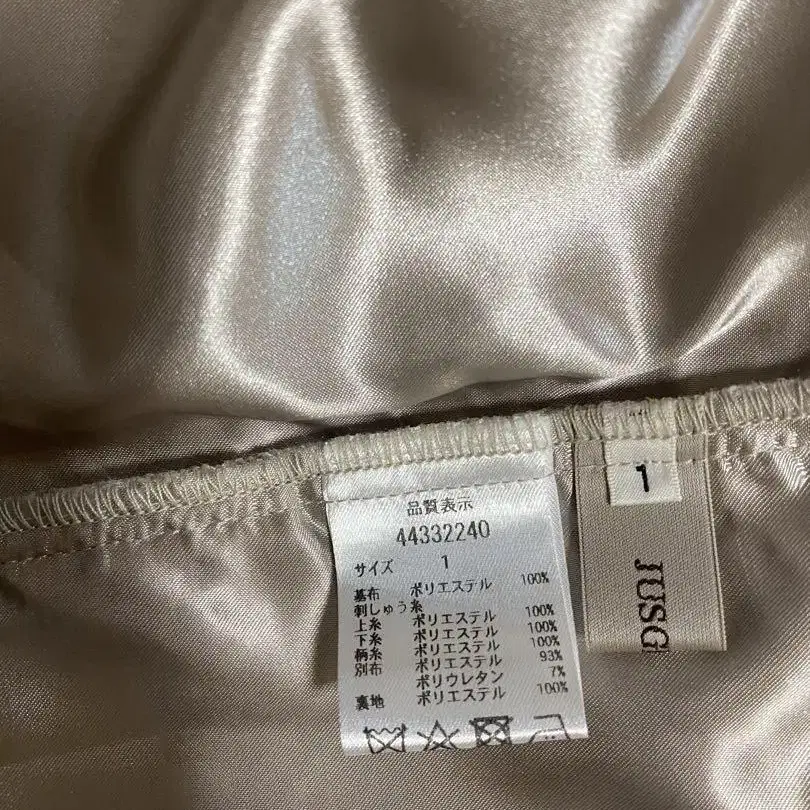 品質表示
44332240
サイズ 1
基布 ポリエステル 100%
刺しゅう糸
上糸 ポリエステル 100%
下糸 ポリエステル 100%
柄糸 ポリエステル 100%
別布 ポリエステル 93%
ポリウレタン 7%
裏地 ポリエステル 100%
1
JUSG